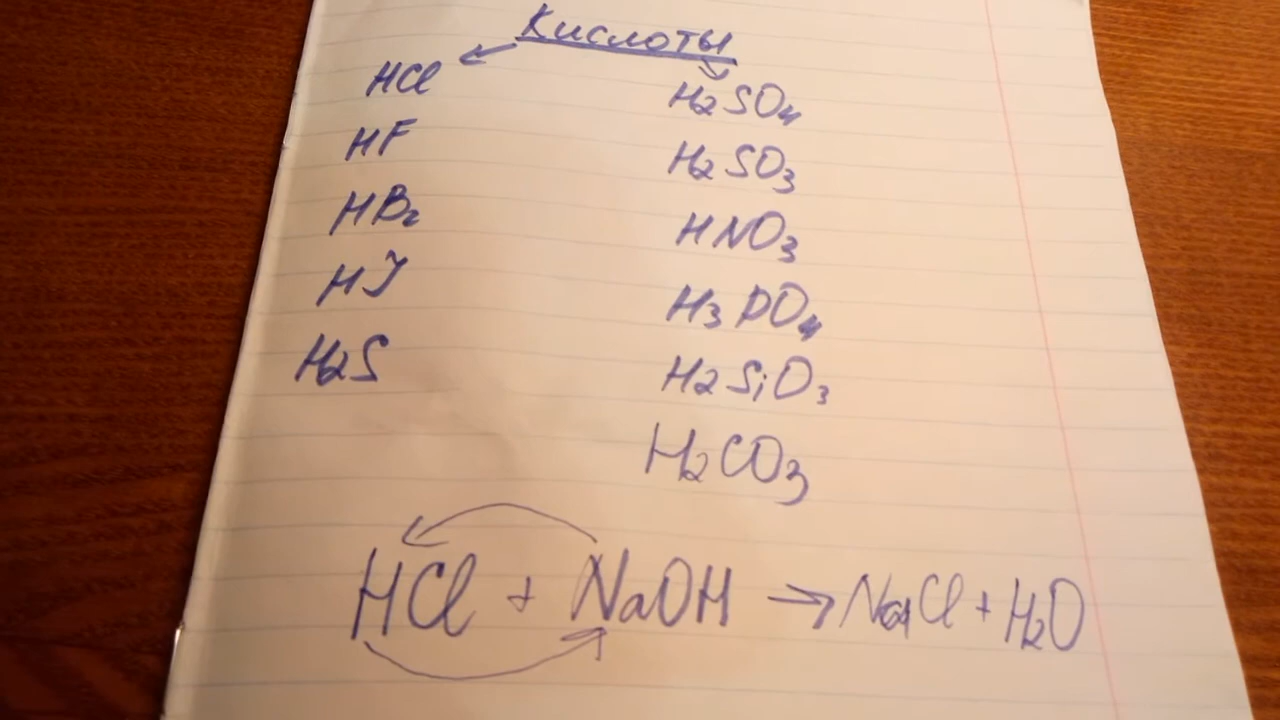 Кислоты
HCl H₂SO₄
HF H₂SO₃
HBr HNO₃
HJ H₃PO₄
H₂S H₂SiO₃
H₂CO₃
HCl + NaOH → NaCl + H₂O